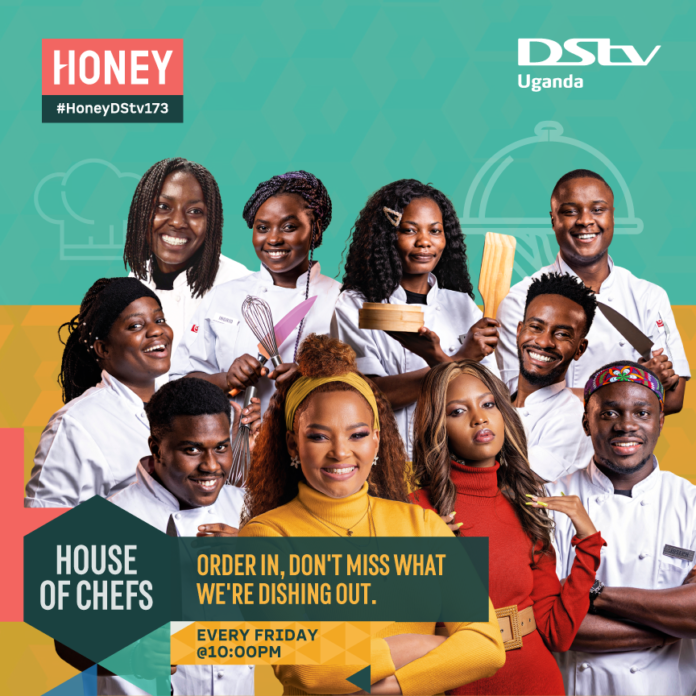 HONEY
#HoneyDStv173
DStv
Uganda
HOUSE
OF CHEFS
ORDER IN, DON'T MISS WHAT
WE'RE DISHING OUT.
EVERY FRIDAY
@10:00PM